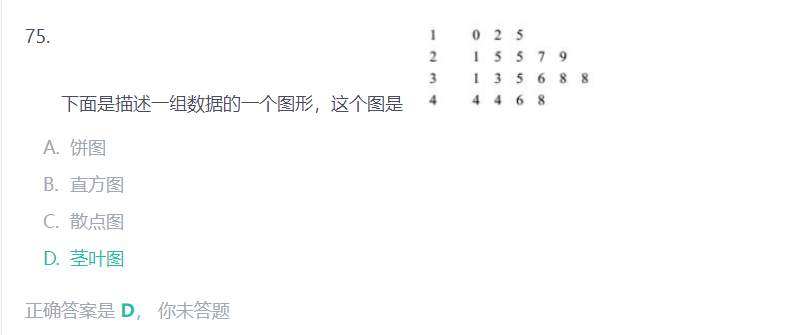 75.
1 0 2 5
2 1 5 5 7 9
3 1 3 5 6 8 8
4 4 4 6 8
下面是描述一组数据的一个图形，这个图是
A. 饼图
B. 直方图
C. 散点图
D. 茎叶图
正确答案是 D， 你未答题